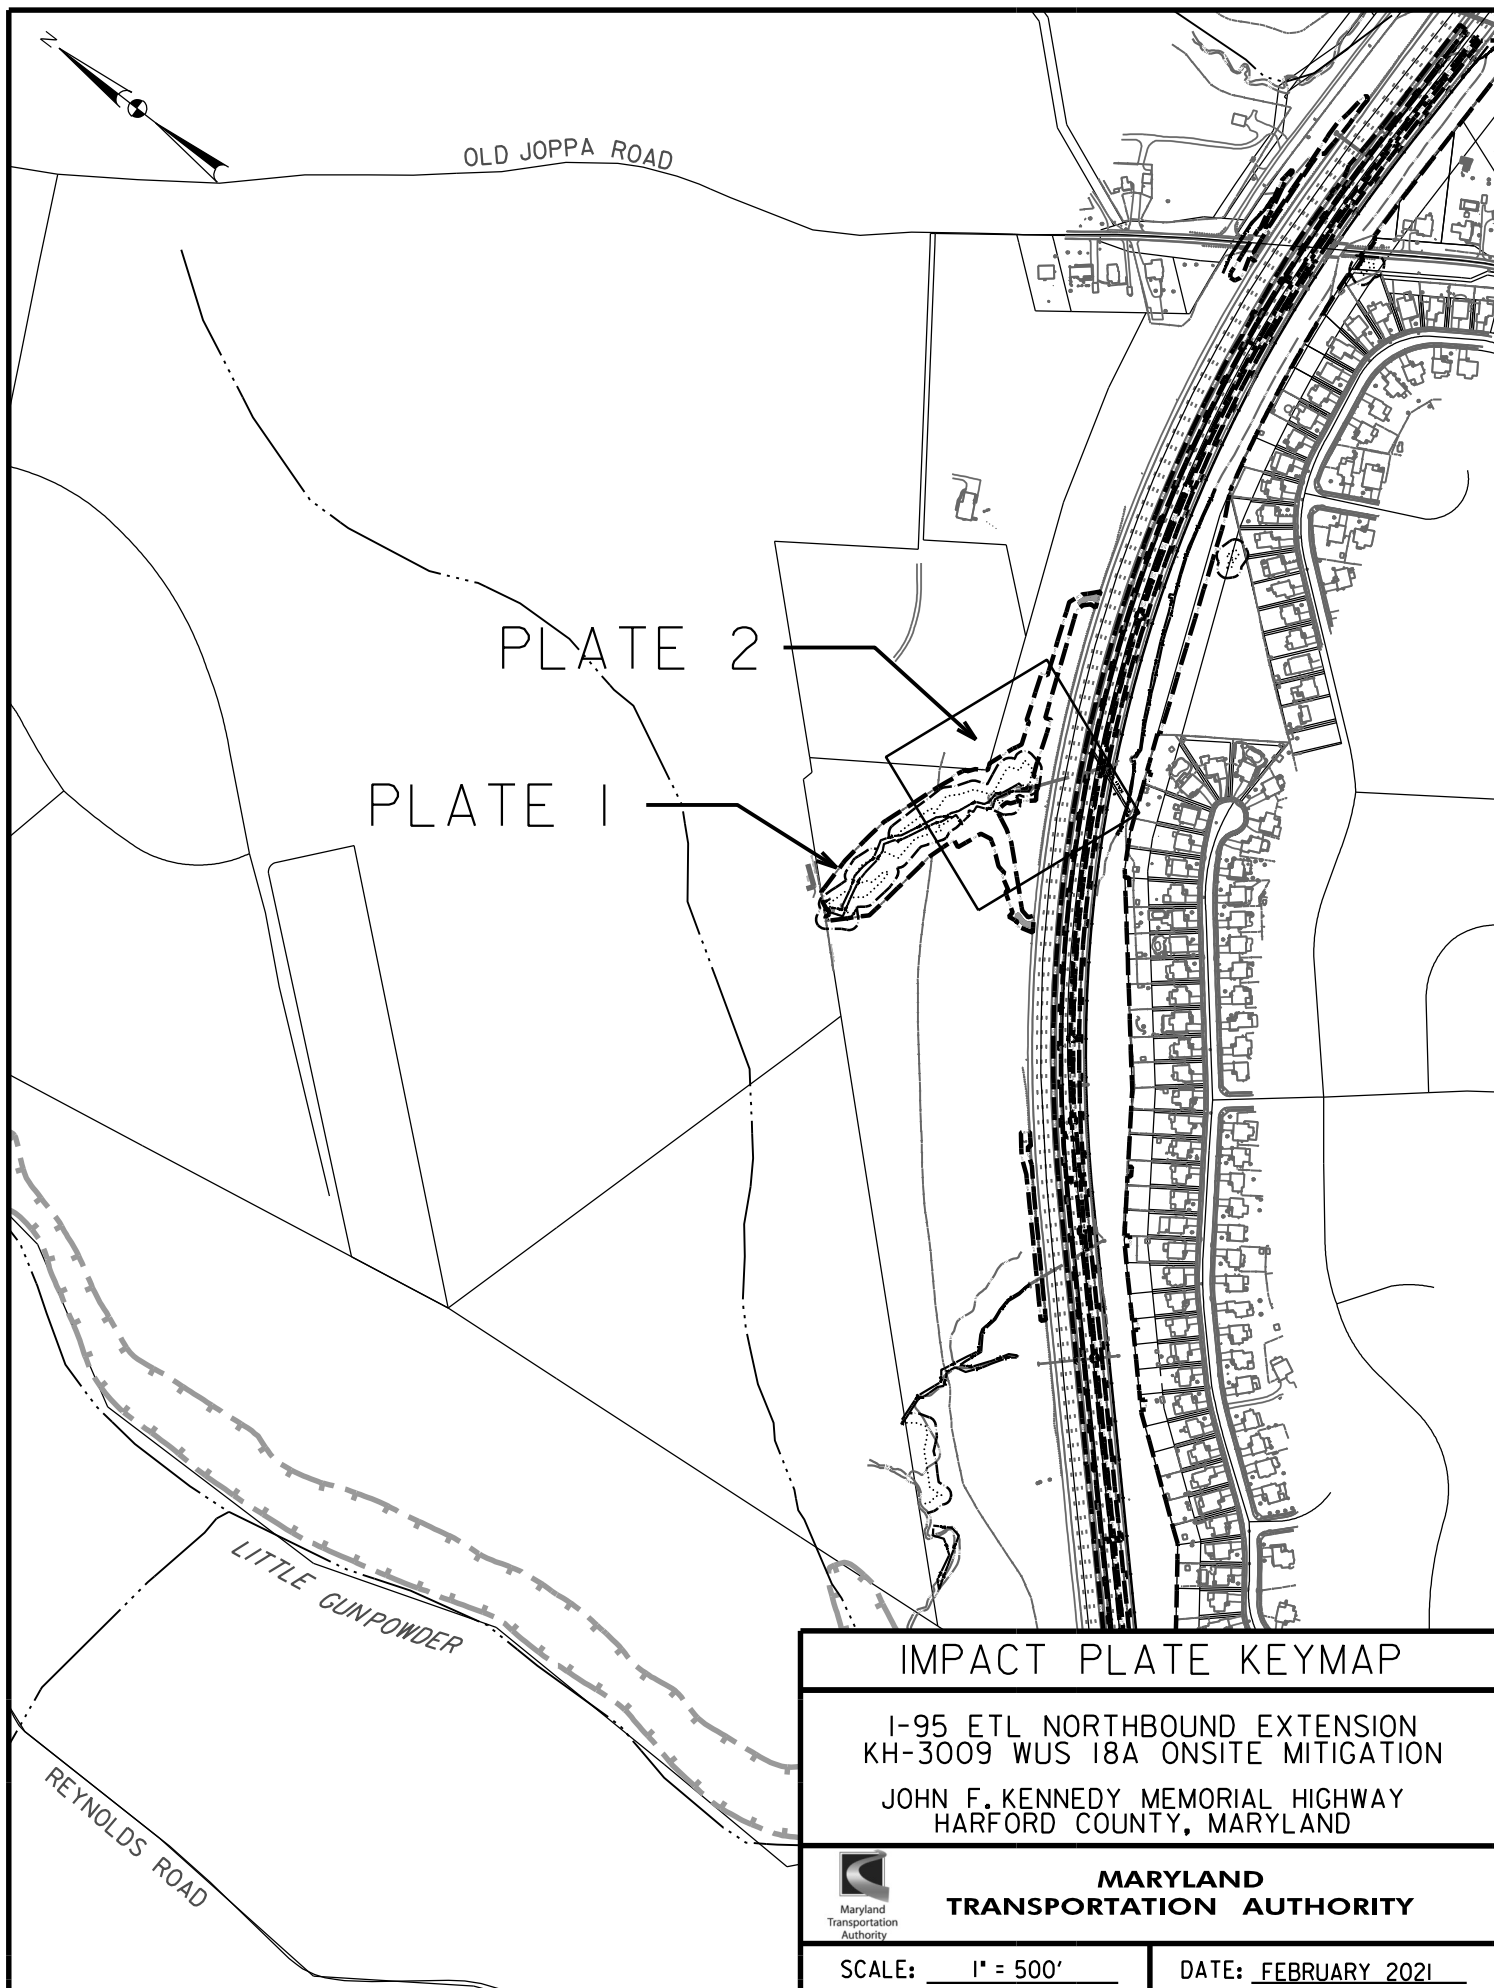 N
OLD JOPPA ROAD
PLATE 2
PLATE 1
LITTLE GUNPOWDER
REYNOLDS ROAD
IMPACT PLATE KEYMAP
I-95 ETL NORTHBOUND EXTENSION
KH-3009 WUS 18A ONSITE MITIGATION
JOHN F. KENNEDY MEMORIAL HIGHWAY
HARFORD COUNTY, MARYLAND
Maryland
Transportation
Authority
MARYLAND
TRANSPORTATION AUTHORITY
SCALE: 1" = 500' DATE: FEBRUARY 2021